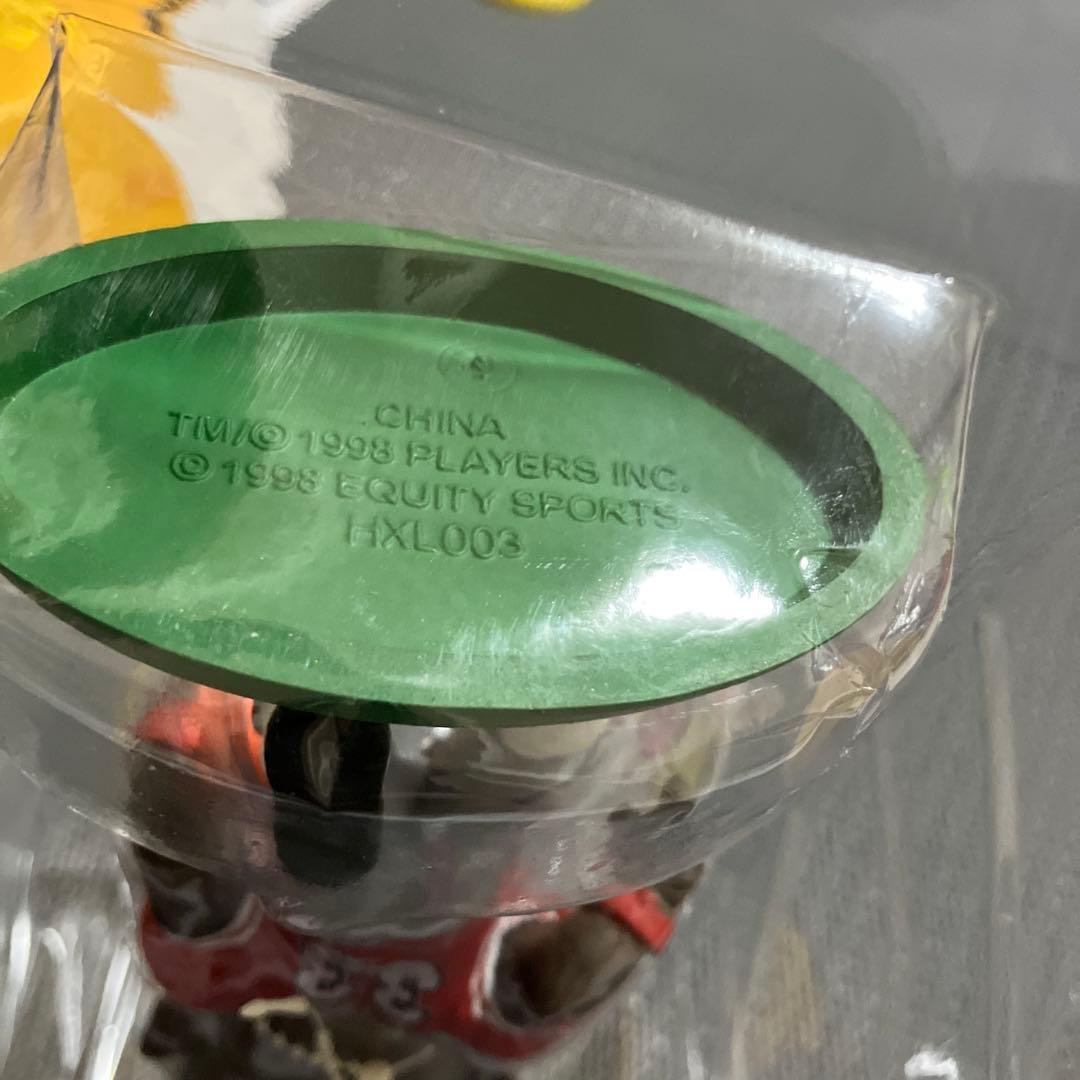 CHINA
TM/© 1998 PLAYERS INC.
© 1998 EQUITY SPORTS
HXL003